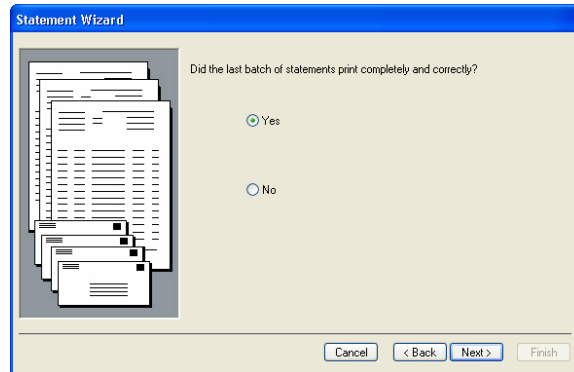 Statement Wizard
Did the last batch of statements print completely and correctly?
Yes
No
Cancel
< Back
Next >
Finish